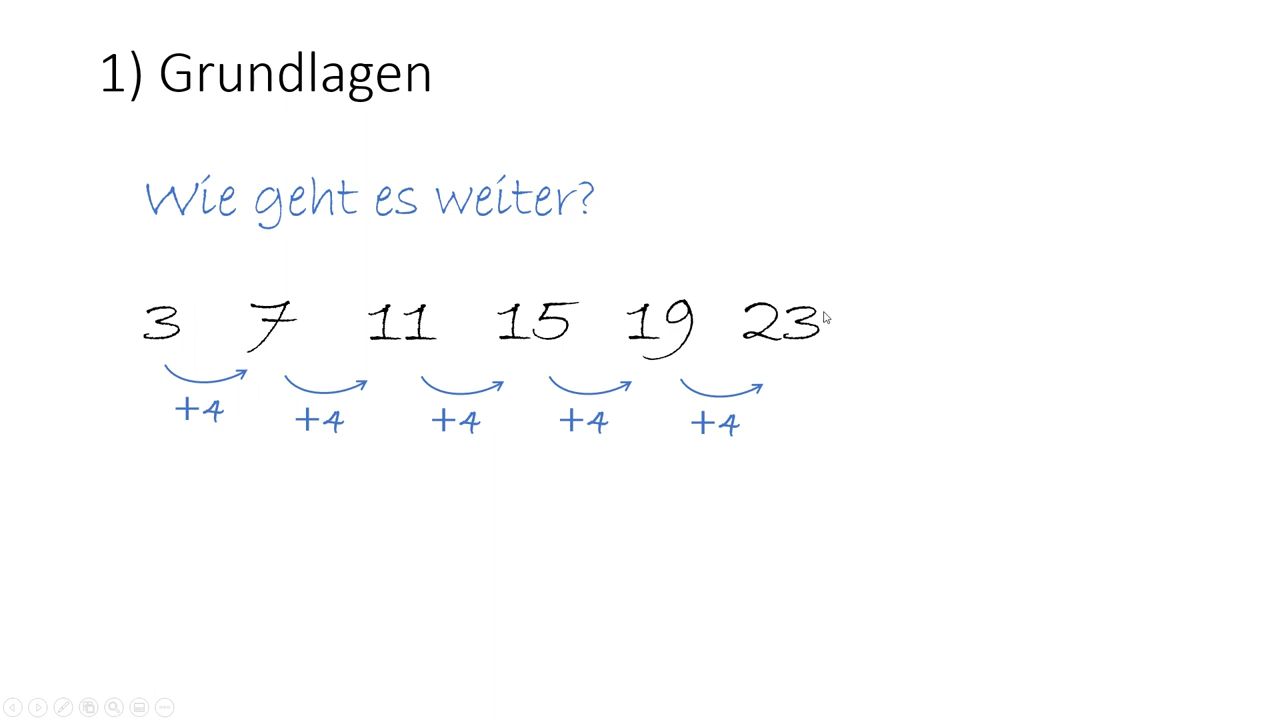 1) Grundlagen
Wie geht es weiter?
3 7 11 15 19 23
+4 +4 +4 +4 +4